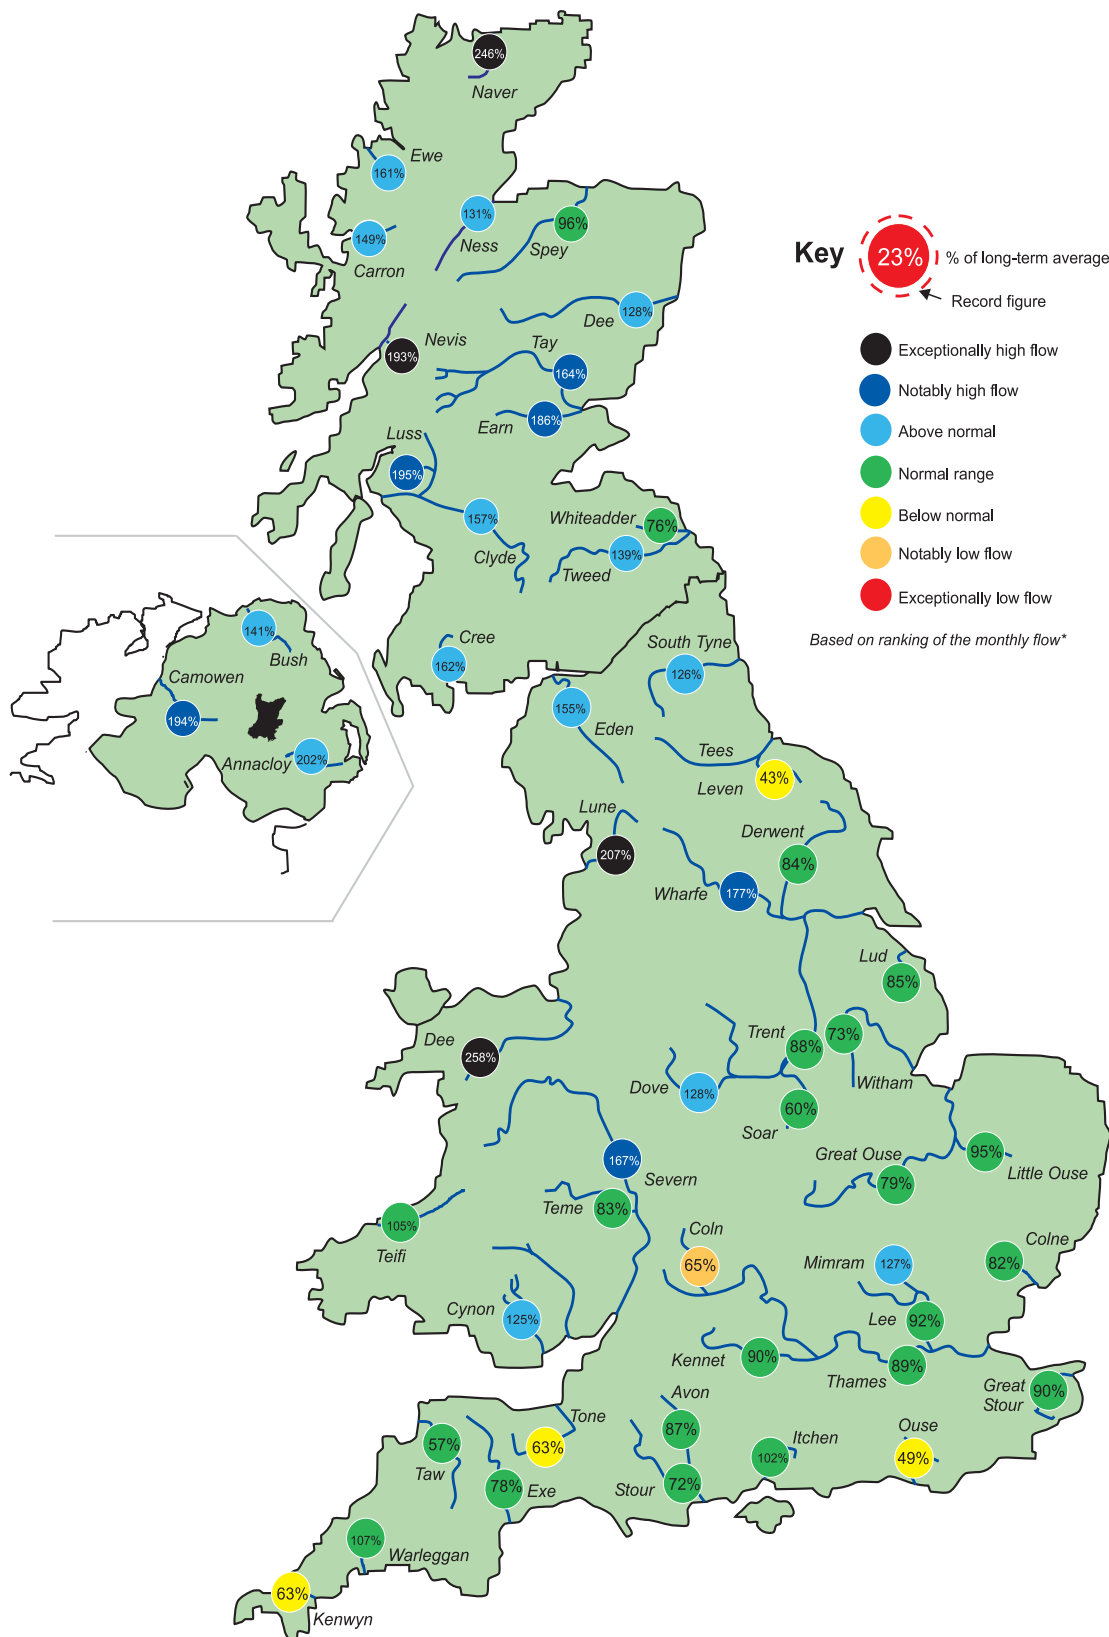 246%
Naver
Ewe
161%
131%
Ness
96%
Spey
149%
Carron
Key
23%
% of long-term average
Record figure
Dee
128%
Nevis
193%
Tay
164%
Exceptionally high flow
Notably high flow
Earn
186%
Above normal
Luss
195%
Normal range
157%
Clyde
Whiteadder
76%
Below normal
139%
Tweed
Notably low flow
Exceptionally low flow
Based on ranking of the monthly flow*
141%
Bush
Camowen
194%
Annacloy
202%
Cree
162%
South Tyne
126%
155%
Eden
Tees
Leven
43%
Lune
207%
Derwent
84%
Wharfe
177%
Lud
85%
Dee
258%
Trent
88%
73%
Witham
Dove
128%
60%
Soar
167%
Severn
Great Ouse
79%
95%
Little Ouse
Teme
83%
105%
Teifi
Coln
65%
Mimram
127%
Colne
82%
Cynon
125%
Lee
92%
Kennet
90%
Thames
89%
Great
Stour
90%
Avon
87%
Tone
63%
57%
Taw
Itchen
102%
Ouse
49%
78%
Exe
Stour
72%
107%
Warleggan
63%
Kenwyn